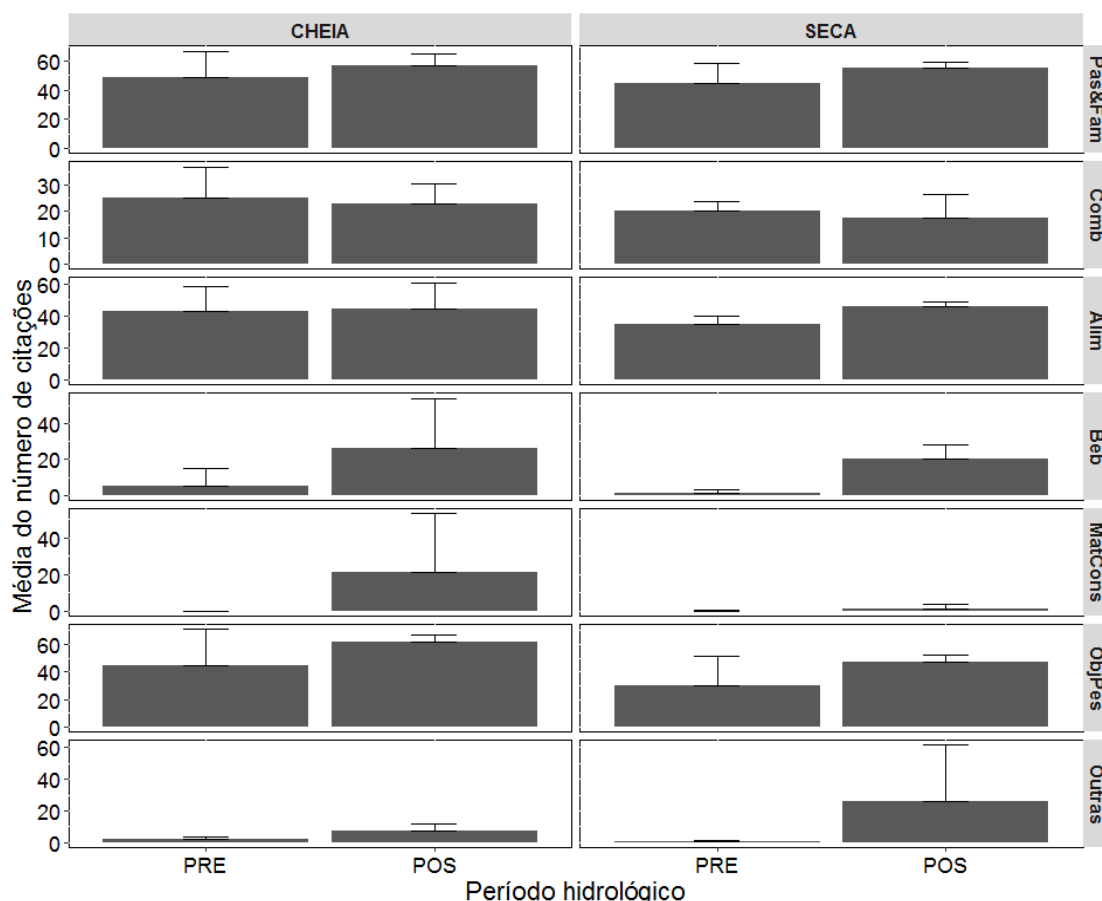 CHEIA SECA
60
40
20
0
Pas&Fam
30
20
10
0
Comb
60
40
20
0
Alim
40
20
0
Beb
40
20
0
MatCons
60
40
20
0
ObjPes
60
40
20
0
Outras
Média do número de citações
PRE POS PRE POS
Período hidrológico